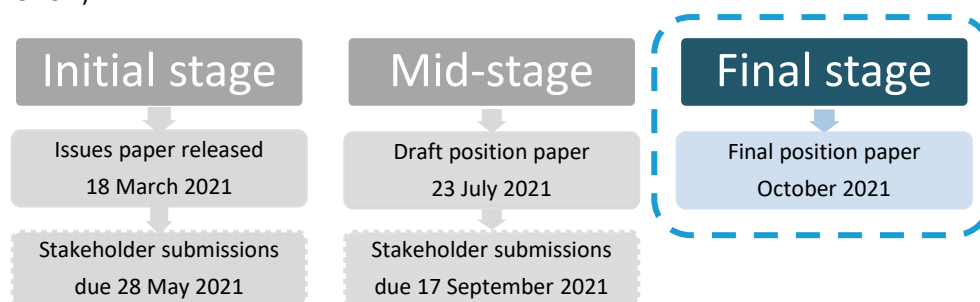 Initial stage
Issues paper released
18 March 2021
Stakeholder submissions
due 28 May 2021
Mid-stage
Draft position paper
23 July 2021
Stakeholder submissions
due 17 September 2021
Final stage
Final position paper
October 2021